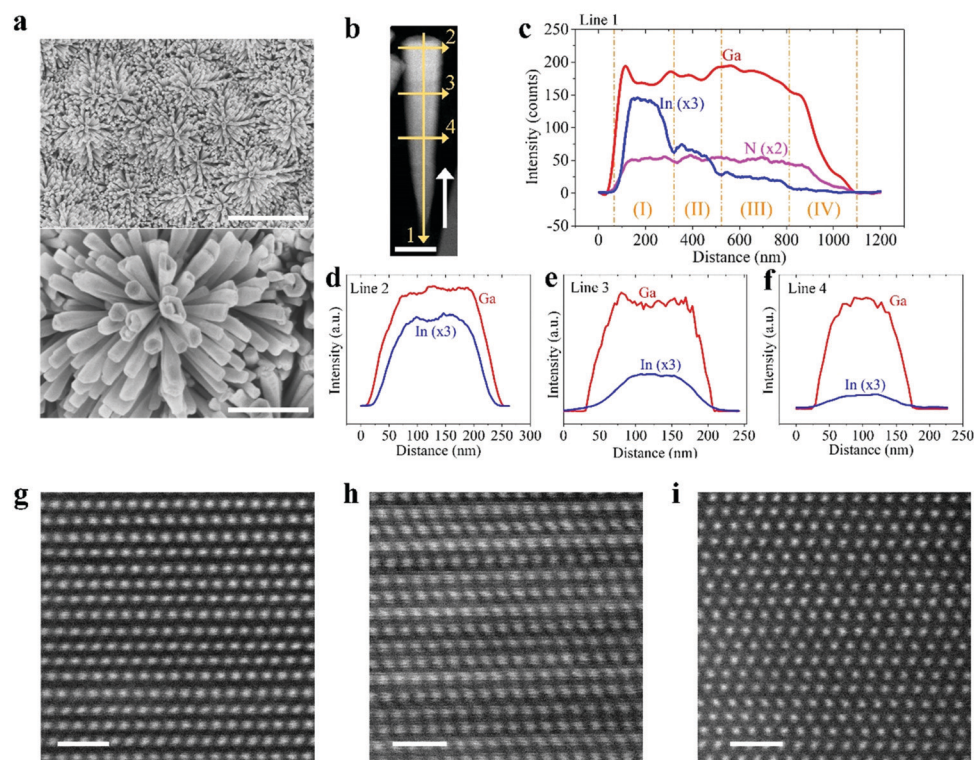 a
b
2
3
4
1
c
Line 1
250
200
150
100
50
0
-50
Intensity (counts)
Ga
In (x3)
N (x2)
(I)
(II)
(III)
(IV)
0
200
400
600
800
1000
1200
Distance (nm)
d
Line 2
Ga
In (x3)
Intensity (a.u.)
0
50
100
150
200
250
300
Distance (nm)
e
Line 3
Ga
In (x3)
Intensity (a.u.)
0
50
100
150
200
250
Distance (nm)
f
Line 4
Ga
In (x3)
Intensity (a.u.)
0
50
100
150
200
250
Distance (nm)
g
h
i